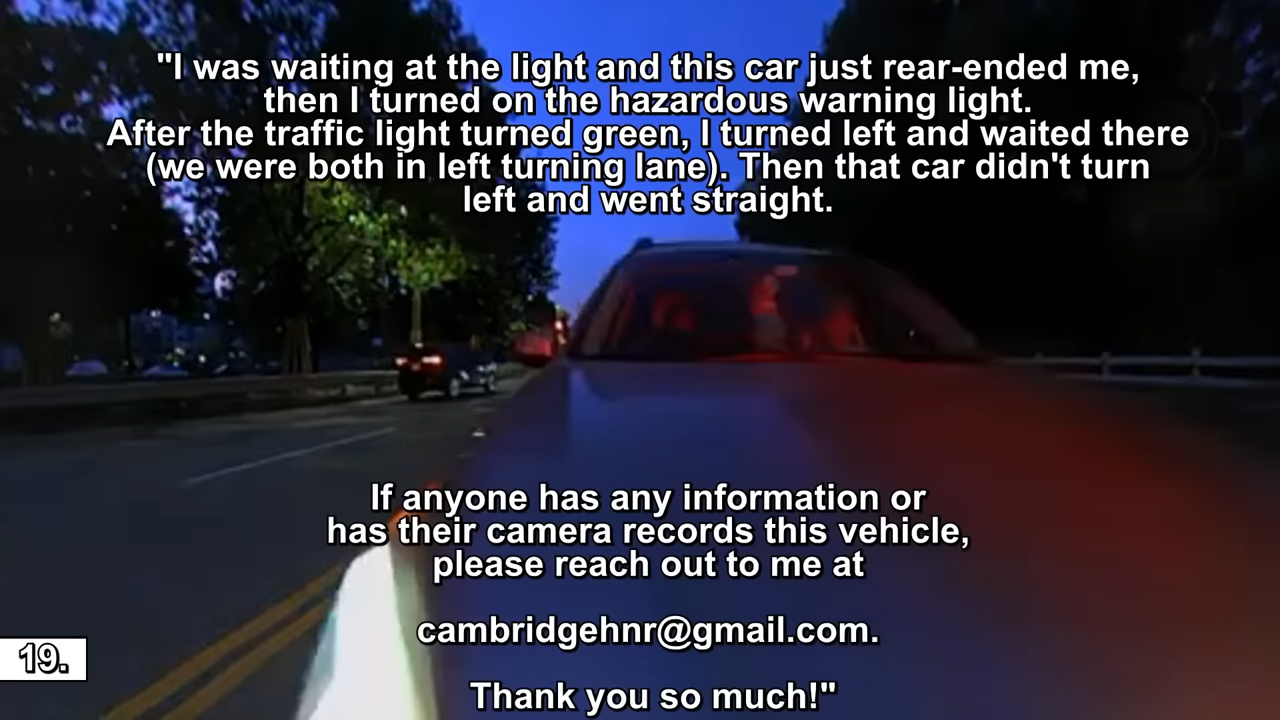 "I was waiting at the light and this car just rear-ended me,
then I turned on the hazardous warning light.
After the traffic light turned green, I turned left and waited there
(we were both in left turning lane). Then that car didn't turn
left and went straight.
If anyone has any information or
has their camera records this vehicle,
please reach out to me at
cambridgehnr@gmail.com.
19.
Thank you so much!"